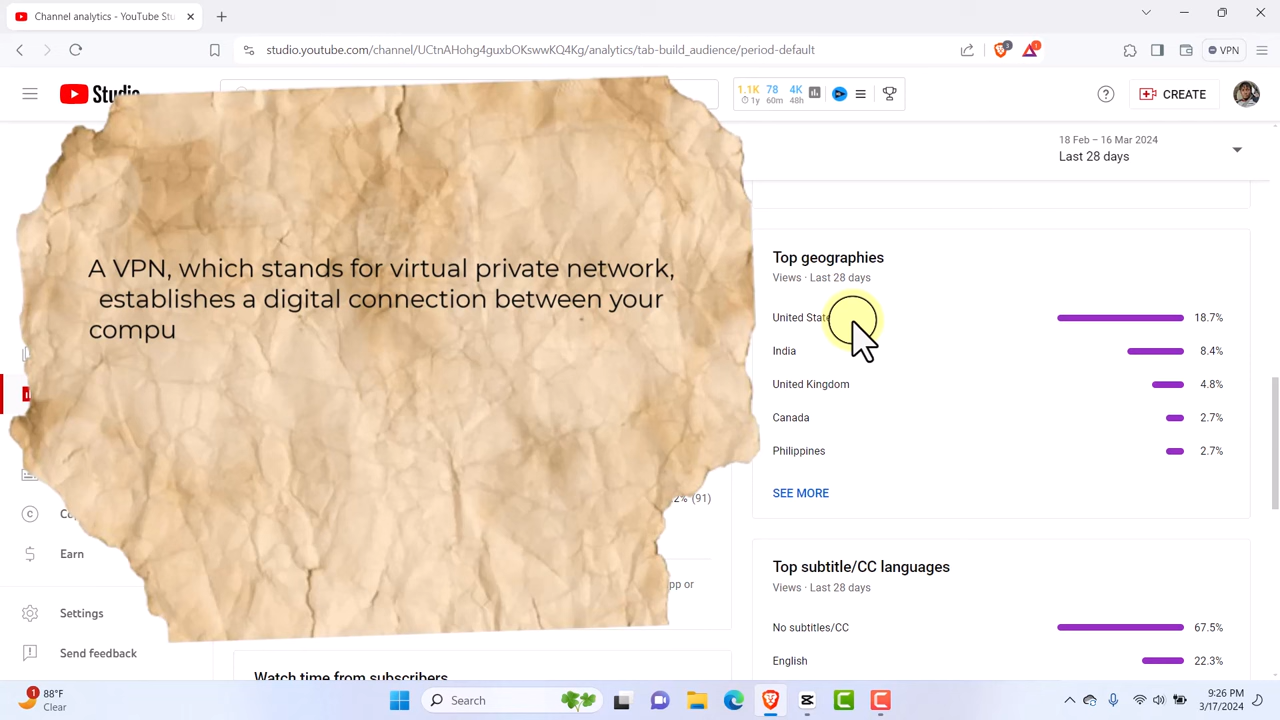 Channel analytics - YouTube Stu
studio.youtube.com/channel/UCtnAHohg4guxbOKswwKQ4Kg/analytics/tab-build_audience/period-default
VPN
Studio
1.1K 78 4K
1y 60m 48h
CREATE
18 Feb – 16 Mar 2024
Last 28 days
A VPN, which stands for virtual private network,
establishes a digital connection between your
compu
Top geographies
Views · Last 28 days
United State
18.7%
India
8.4%
United Kingdom
4.8%
Canada
2.7%
Philippines
2.7%
SEE MORE
(91)
Earn
pp or
Settings
Send feedback
Top subtitle/CC languages
Views · Last 28 days
No subtitles/CC
67.5%
English
22.3%
Watch time from subscribers
1
88°F
Clear
Search
9:26 PM
3/17/2024